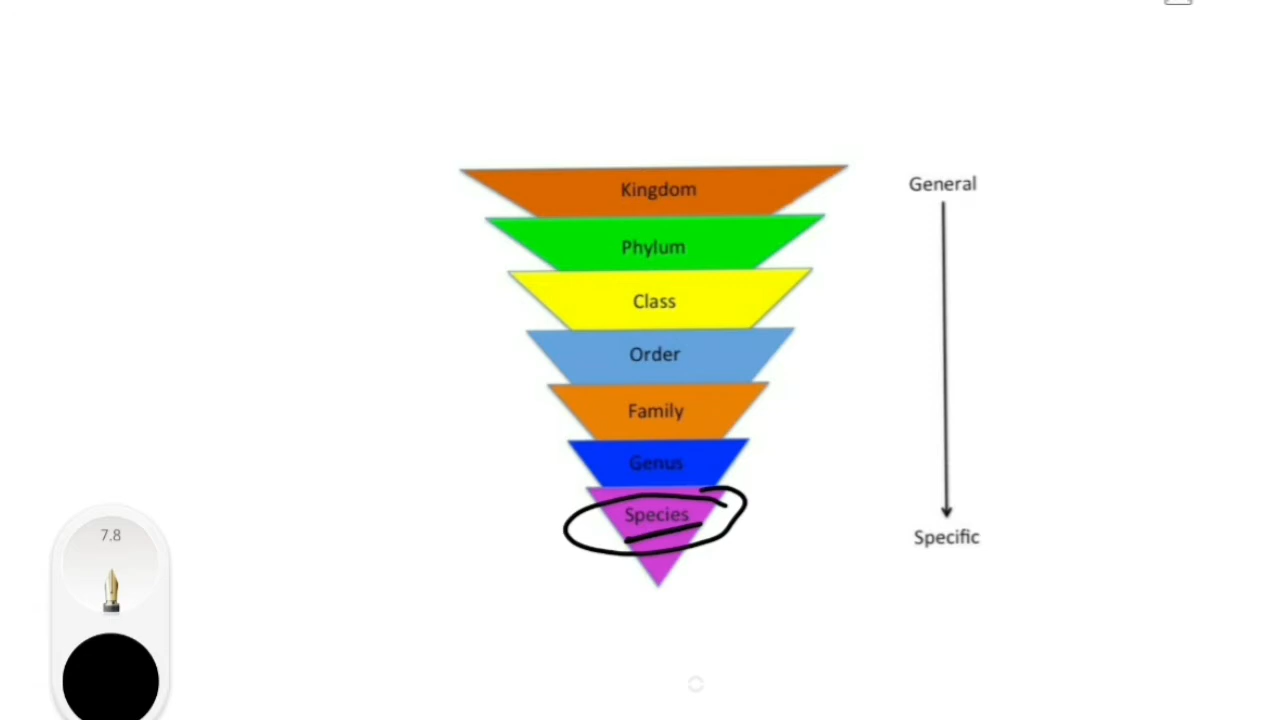 Kingdom
General
Phylum
Class
Order
Family
Genus
Species
Specific
7.8